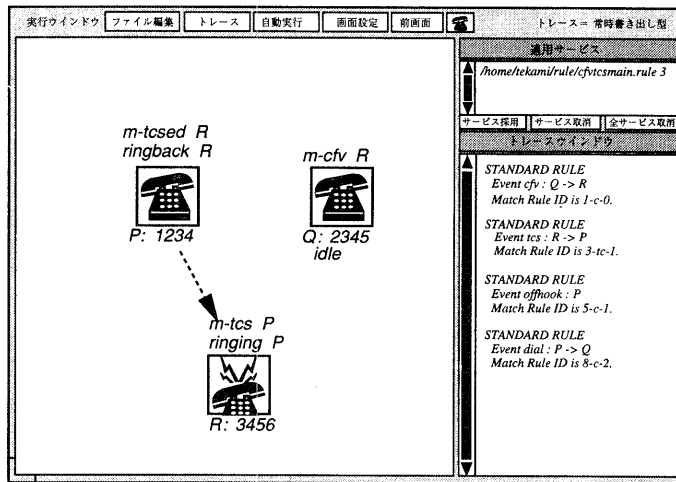 実行ウインドウ ファイル編集 トレース 自動実行 画面設定 前画面 トレース＝ 常時書き出し型
適用サービス
/home/tekami/rule/cfvtcsmain.rule 3
サービス採用 サービス取消 全サービス取消
トレースウインドウ
m-tcsed R
ringback R
P: 1234
m-cfv R
Q: 2345
idle
m-tcs P
ringing P
R: 3456
STANDARD RULE
Event cfv : Q -> R
Match Rule ID is 1-c-0.
STANDARD RULE
Event tcs : R -> P
Match Rule ID is 3-tc-1.
STANDARD RULE
Event offhook : P
Match Rule ID is 5-c-1.
STANDARD RULE
Event dial : P -> Q
Match Rule ID is 8-c-2.